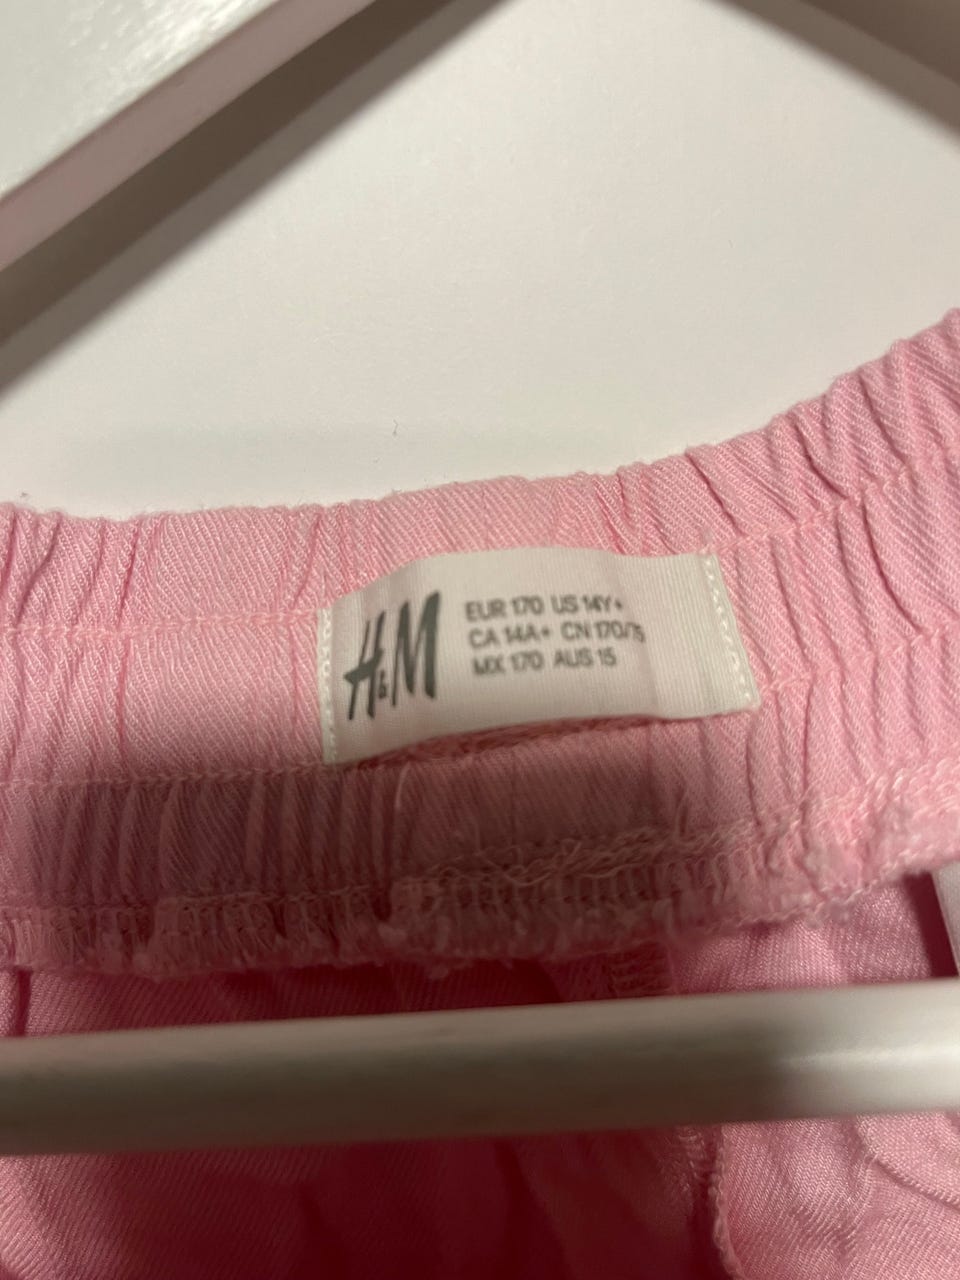 H&M
EUR 170 US 14Y+
CA 14A+ CN 170/75
MX 170 AUS 15